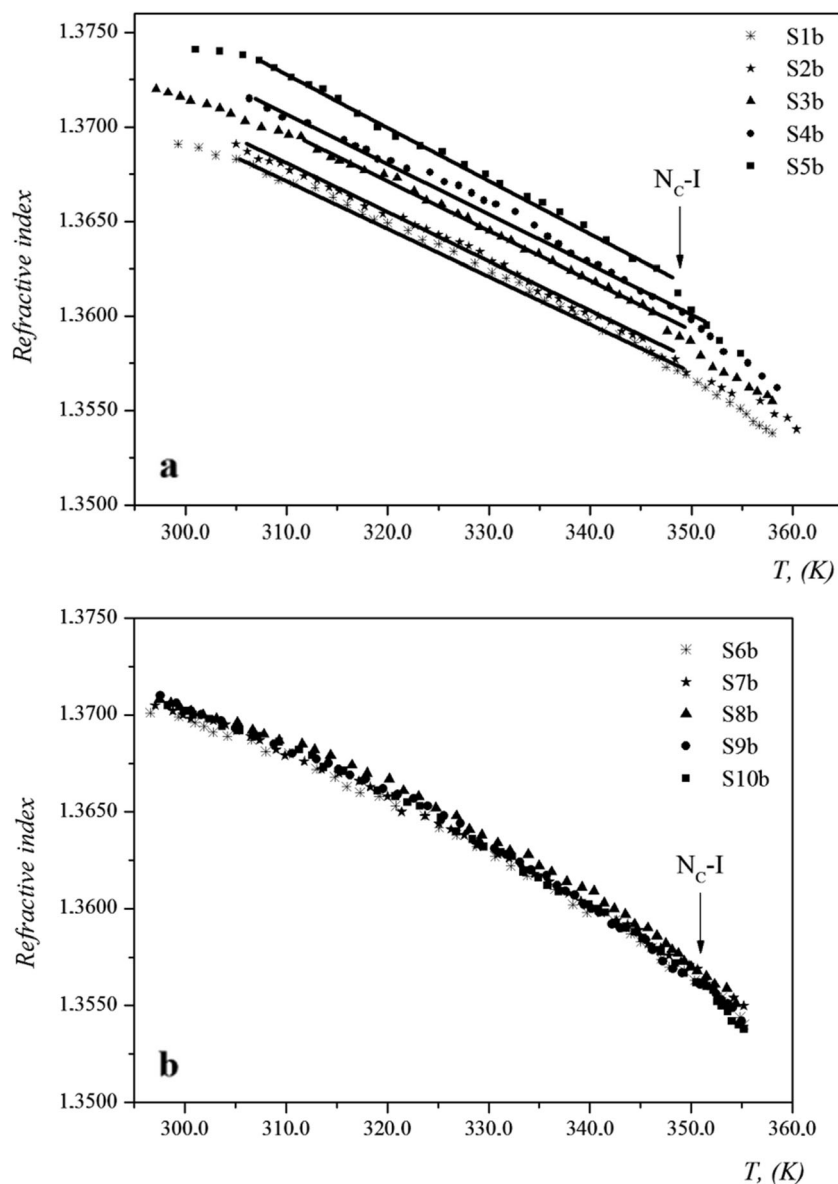 1.3750
1.3700
1.3650
1.3600
1.3550
1.3500
Refractive index
S1b
S2b
S3b
S4b
S5b
N_C-I
a
300.0 310.0 320.0 330.0 340.0 350.0 360.0
T, (K)
1.3750
1.3700
1.3650
1.3600
1.3550
1.3500
Refractive index
S6b
S7b
S8b
S9b
S10b
N_C-I
b
300.0 310.0 320.0 330.0 340.0 350.0 360.0
T, (K)